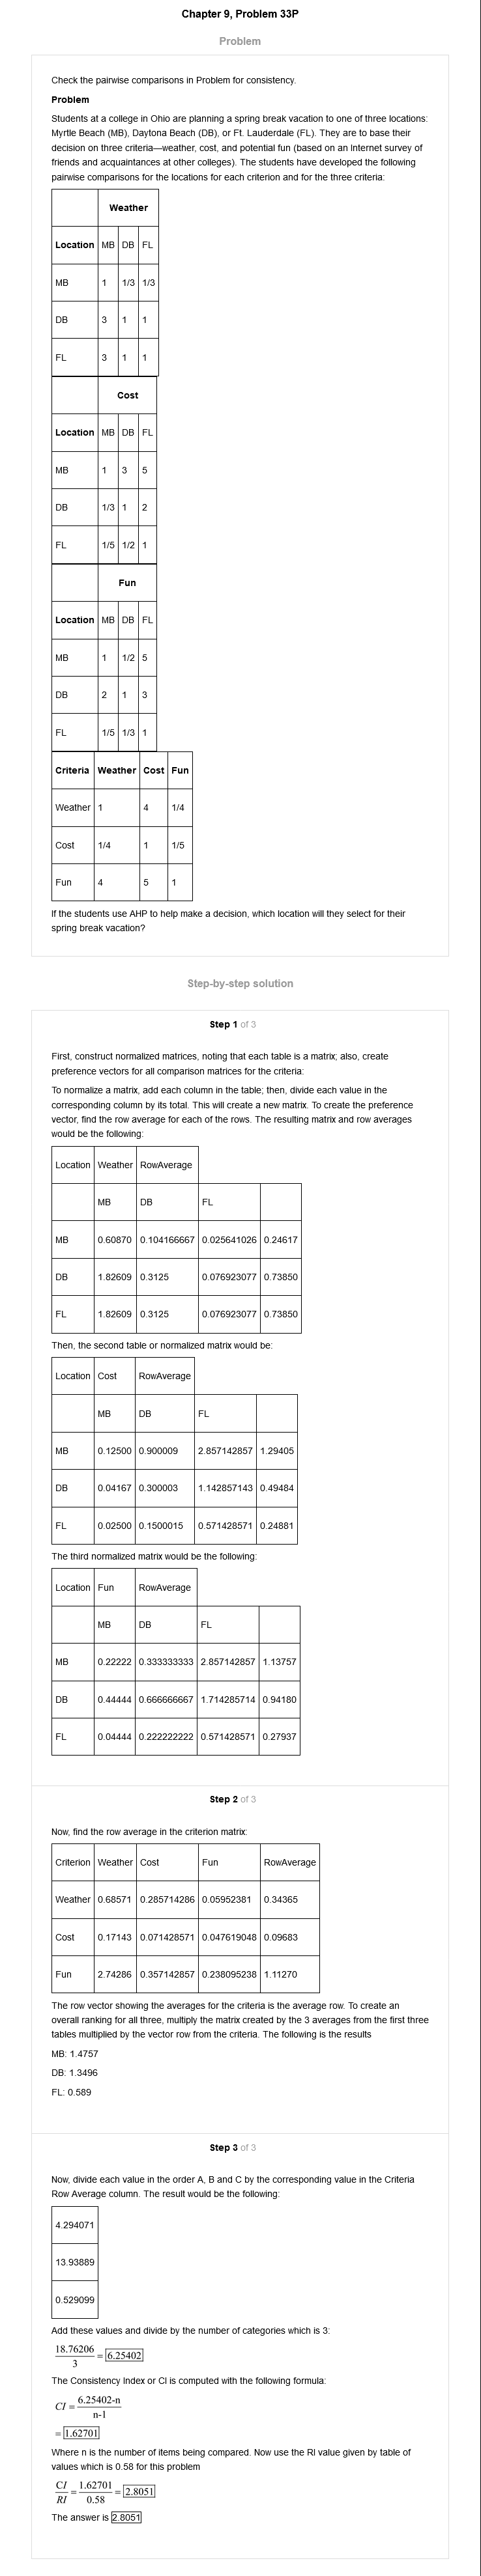 Chapter 9, Problem 33P
Problem
Check the pairwise comparisons in Problem for consistency.
Problem
Students at a college in Ohio are planning a spring break vacation to one of three locations:
Myrtle Beach (MB), Daytona Beach (DB), or Ft. Lauderdale (FL). They are to base their
decision on three criteria—weather, cost, and potential fun (based on an Internet survey of
friends and acquaintances at other colleges). The students have developed the following
pairwise comparisons for the locations for each criterion and for the three criteria:
Weather
Location MB DB FL
MB 1 1/3 1/3
DB 3 1 1
FL 3 1 1
Cost
Location MB DB FL
MB 1 3 5
DB 1/3 1 2
FL 1/5 1/2 1
Fun
Location MB DB FL
MB 1 1/2 5
DB 2 1 3
FL 1/5 1/3 1
Criteria Weather Cost Fun
Weather 1 4 1/4
Cost 1/4 1 1/5
Fun 4 5 1
If the students use AHP to help make a decision, which location will they select for their
spring break vacation?
Step-by-step solution
Step 1 of 3
First, construct normalized matrices, noting that each table is a matrix; also, create
preference vectors for all comparison matrices for the criteria:
To normalize a matrix, add each column in the table; then, divide each value in the
corresponding column by its total. This will create a new matrix. To create the preference
vector, find the row average for each of the rows. The resulting matrix and row averages
would be the following:
Location Weather RowAverage
MB DB FL
MB 0.60870 0.104166667 0.025641026 0.24617
DB 1.82609 0.3125 0.076923077 0.73850
FL 1.82609 0.3125 0.076923077 0.73850
Then, the second table or normalized matrix would be:
Location Cost RowAverage
MB DB FL
MB 0.12500 0.900009 2.857142857 1.29405
DB 0.04167 0.300003 1.142857143 0.49484
FL 0.02500 0.1500015 0.571428571 0.24881
The third normalized matrix would be the following:
Location Fun RowAverage
MB DB FL
MB 0.22222 0.333333333 2.857142857 1.13757
DB 0.44444 0.666666667 1.714285714 0.94180
FL 0.04444 0.222222222 0.571428571 0.27937
Step 2 of 3
Now, find the row average in the criterion matrix:
Criterion Weather Cost Fun RowAverage
Weather 0.68571 0.285714286 0.05952381 0.34365
Cost 0.17143 0.071428571 0.047619048 0.09683
Fun 2.74286 0.357142857 0.238095238 1.11270
The row vector showing the averages for the criteria is the average row. To create an
overall ranking for all three, multiply the matrix created by the 3 averages from the first three
tables multiplied by the vector row from the criteria. The following is the results
MB: 1.4757
DB: 1.3496
FL: 0.589
Step 3 of 3
Now, divide each value in the order A, B and C by the corresponding value in the Criteria
Row Average column. The result would be the following:
4.294071
13.93889
0.529099
Add these values and divide by the number of categories which is 3:
18.76206
3
= 6.25402
The Consistency Index or CI is computed with the following formula:
CI = 6.25402-n
n-1
= 1.62701
Where n is the number of items being compared. Now use the RI value given by table of
values which is 0.58 for this problem
CI
RI
= 1.62701
0.58
= 2.8051
The answer is 2.8051